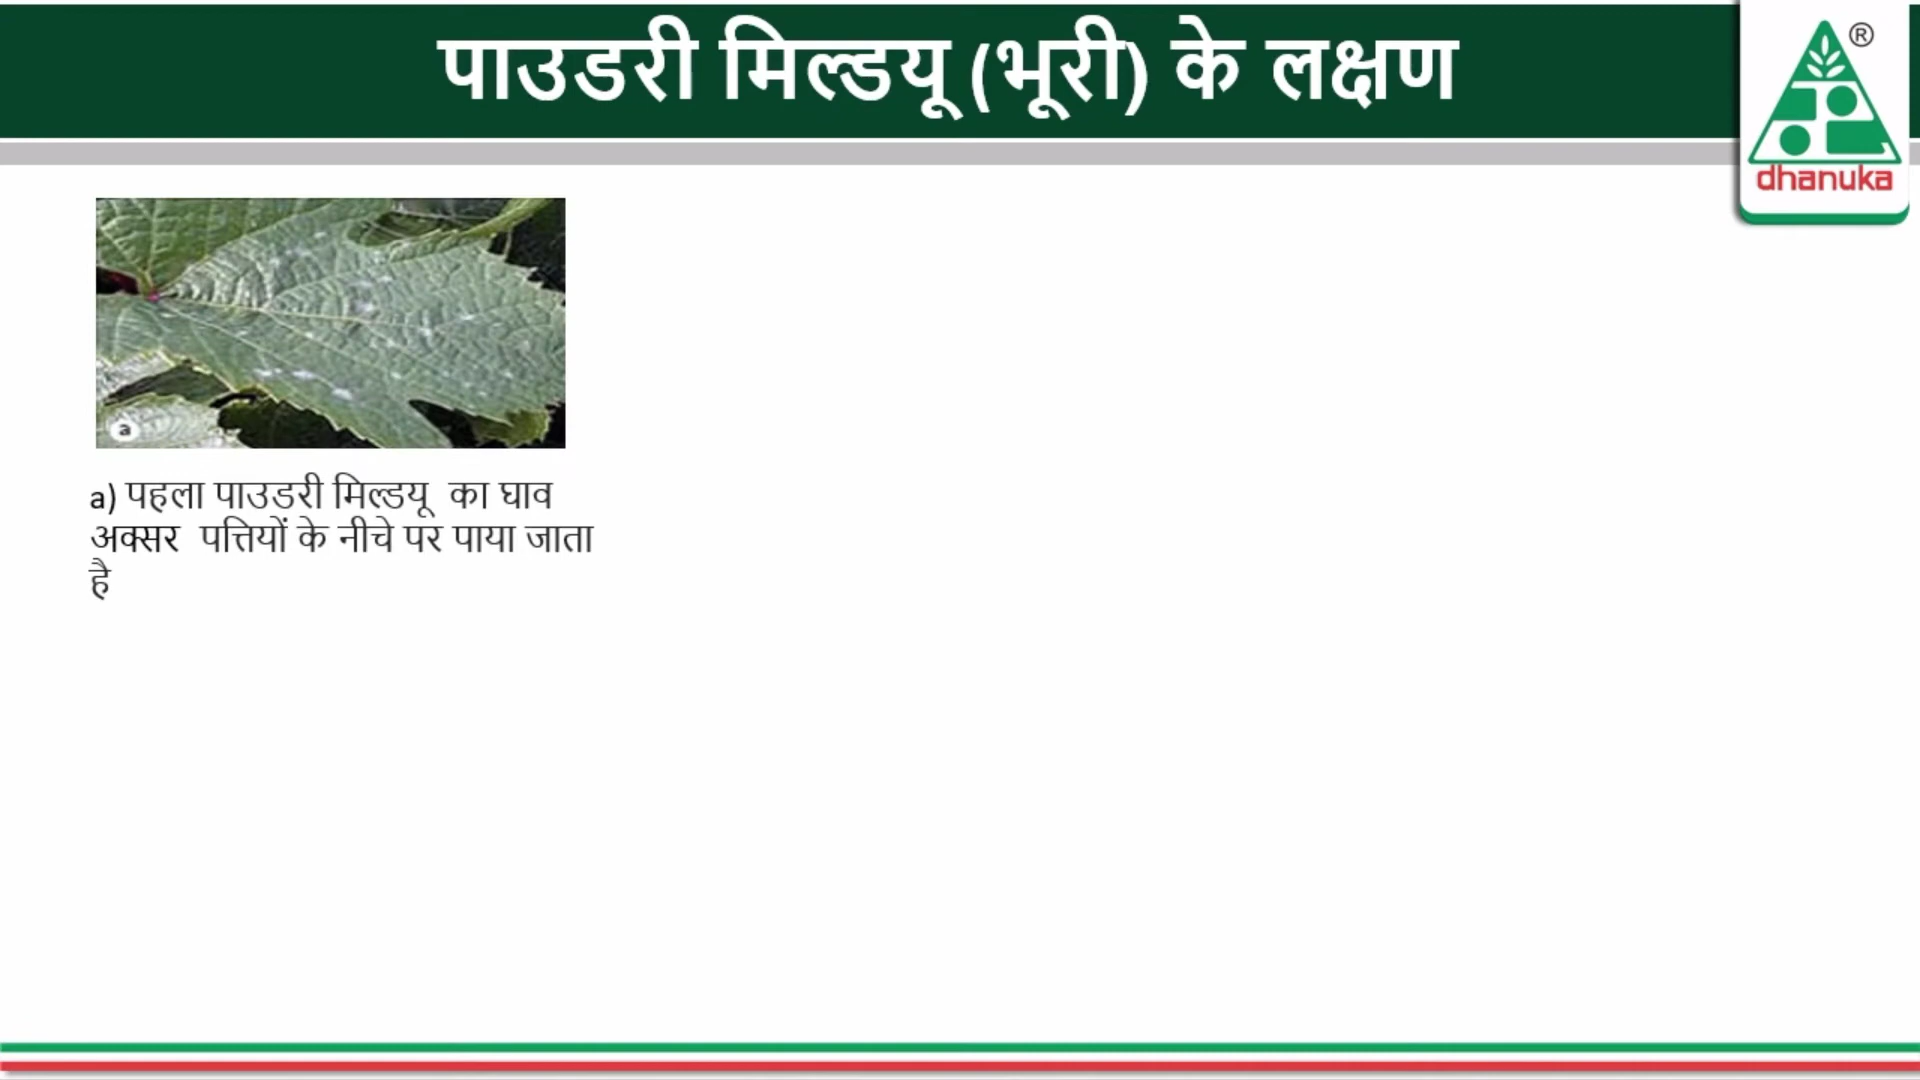 पाउडरी मिल्डयू (भूरी) के लक्षण
®
dhanuka
a
a) पहला पाउडरी मिल्डयू का घाव
अक्सर पत्तियों के नीचे पर पाया जाता
है